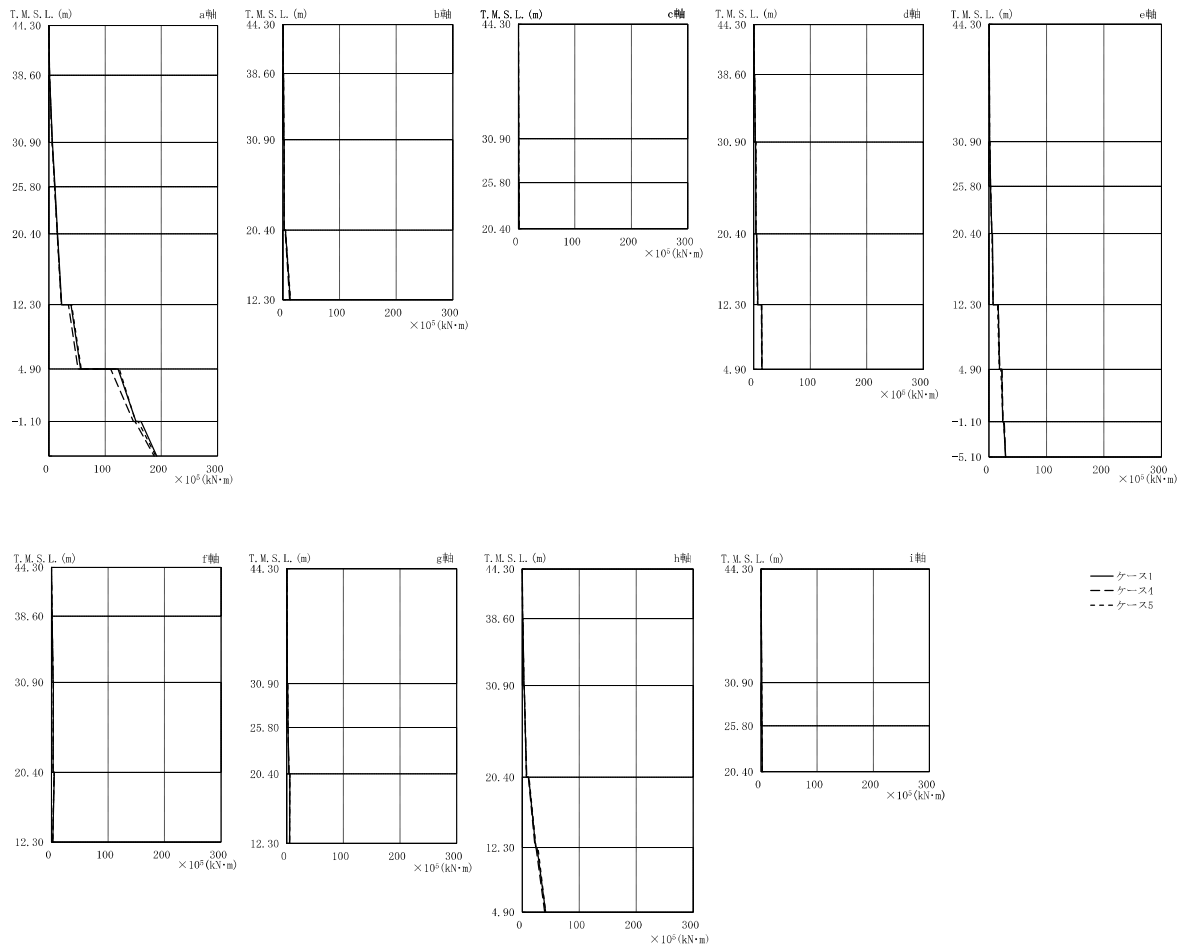 T.M.S.L.(m) a軸
44.30
38.60
30.90
25.80
20.40
12.30
4.90
-1.10
0 100 200 300
×10⁵(kN·m)
T.M.S.L.(m) b軸
44.30
38.60
30.90
20.40
12.30
0 100 200 300
×10⁵(kN·m)
T.M.S.L.(m) c軸
44.30
30.90
25.80
20.40
0 100 200 300
×10⁵(kN·m)
T.M.S.L.(m) d軸
44.30
38.60
30.90
20.40
12.30
4.90
0 100 200 300
×10⁵(kN·m)
T.M.S.L.(m) e軸
44.30
30.90
25.80
20.40
12.30
4.90
-1.10
-5.10
0 100 200 300
×10⁵(kN·m)
T.M.S.L.(m) f軸
44.30
38.60
30.90
20.40
12.30
0 100 200 300
×10⁵(kN·m)
T.M.S.L.(m) g軸
44.30
30.90
25.80
20.40
12.30
0 100 200 300
×10⁵(kN·m)
T.M.S.L.(m) h軸
44.30
38.60
30.90
20.40
12.30
4.90
0 100 200 300
×10⁵(kN·m)
T.M.S.L.(m) i軸
44.30
30.90
25.80
20.40
0 100 200 300
×10⁵(kN·m)
ケース1
ケース4
ケース5